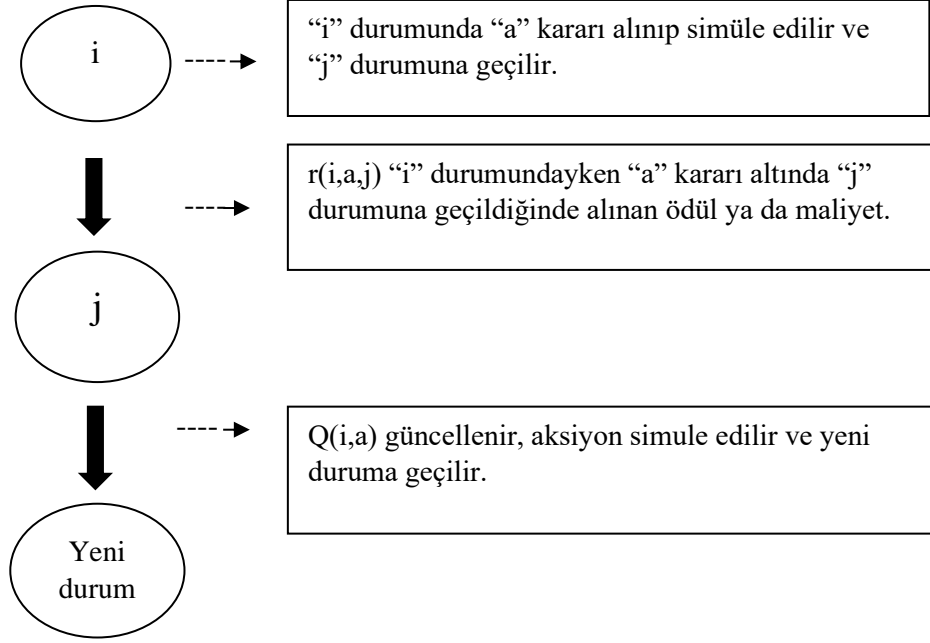 i
“i” durumunda “a” kararı alınıp simüle edilir ve
“j” durumuna geçilir.
r(i,a,j) “i” durumundayken “a” kararı altında “j”
durumuna geçildiğinde alınan ödül ya da maliyet.
j
Q(i,a) güncellenir, aksiyon simule edilir ve yeni
duruma geçilir.
Yeni
durum